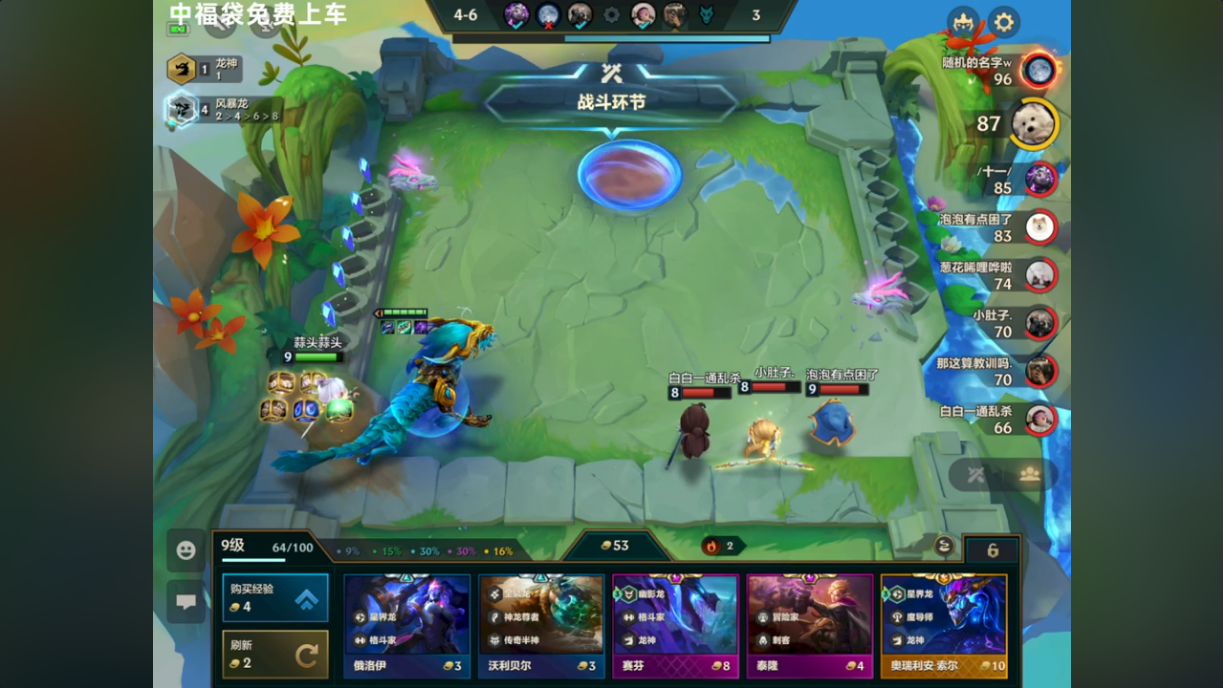 中福袋免费上车
4-6
3
战斗环节
1
龙神
1
4
风暴龙
2 > 4 > 6 > 8
随机的名字w
96
87
/十一/
85
泡泡有点困了
83
葱花唏哩哗啦
74
小肚子.
70
那这算教训吗.
70
白白一通乱杀
66
蒜头蒜头
9
白白一通乱杀
8
小肚子.
8
泡泡有点困了
9
9级
64/100
9%
15%
30%
30%
16%
53
2
6
购买经验
4
刷新
2
星界龙
格斗家
俄洛伊
3
神龙尊者
传奇半神
沃利贝尔
3
幽影龙
格斗家
龙神
赛芬
8
冒险家
刺客
泰隆
4
星界龙
魔导师
龙神
奥瑞利安·索尔
10